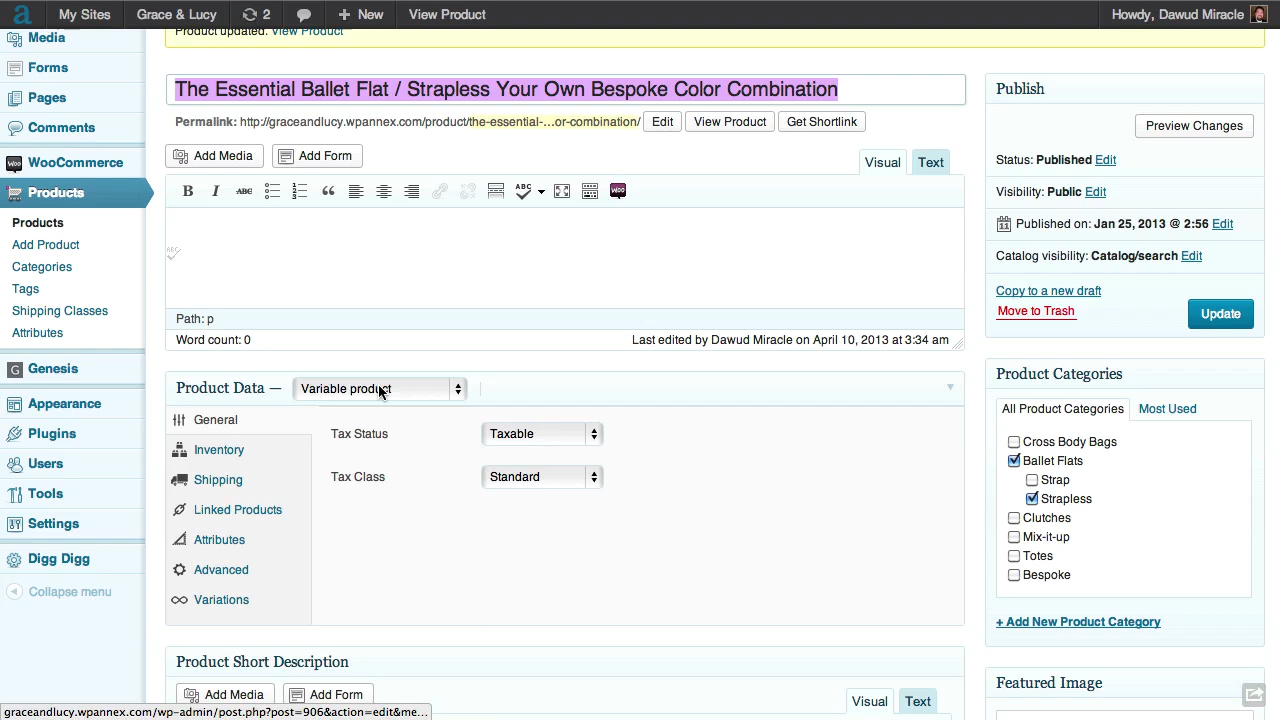 My Sites Grace & Lucy 2 + New View Product Howdy, Dawud Miracle
Media
Forms
Pages
Comments
WooCommerce
Products
Products
Add Product
Categories
Tags
Shipping Classes
Attributes
Genesis
Appearance
Plugins
Users
Tools
Settings
Digg Digg
Collapse menu
Product updated. View Product
The Essential Ballet Flat / Strapless Your Own Bespoke Color Combination
Permalink: http://graceandlucy.wpannex.com/product/the-essential-...or-combination/ Edit View Product Get Shortlink
Add Media Add Form Visual Text
B I ABC ABC
Path: p
Word count: 0 Last edited by Dawud Miracle on April 10, 2013 at 3:34 am
Product Data — Variable product
General
Inventory
Shipping
Linked Products
Attributes
Advanced
Variations
Tax Status Taxable
Tax Class Standard
Product Short Description
Add Media Add Form Visual Text
Publish
Preview Changes
Status: Published Edit
Visibility: Public Edit
Published on: Jan 25, 2013 @ 2:56 Edit
Catalog visibility: Catalog/search Edit
Copy to a new draft
Move to Trash Update
Product Categories
All Product Categories Most Used
Cross Body Bags
Ballet Flats
Strap
Strapless
Clutches
Mix-it-up
Totes
Bespoke
+ Add New Product Category
Featured Image
graceandlucy.wpannex.com/wp-admin/post.php?post=906&action=edit&me...